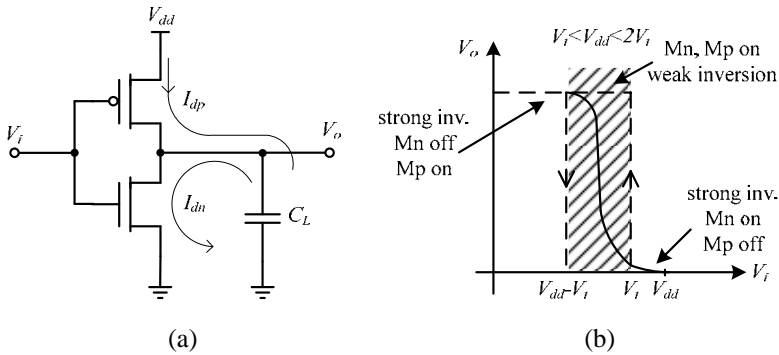 V_dd
I_dp
V_i
V_o
I_dn
C_L
(a)
V_t<V_dd<2V_t
V_o
Mn, Mp on
weak inversion
strong inv.
Mn off
Mp on
strong inv.
Mn on
Mp off
V_dd-V_t
V_t
V_dd
V_i
(b)